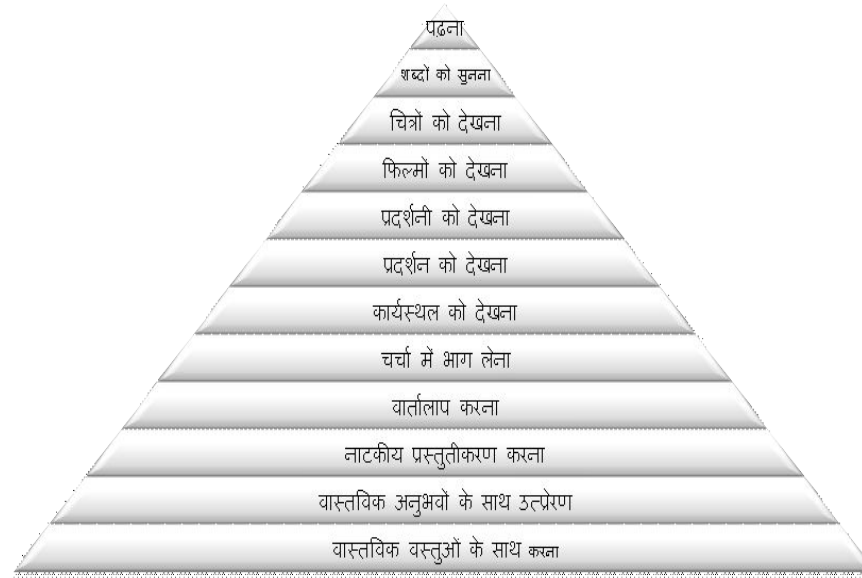 पढ़ना
शब्दों को सुनना
चित्रों को देखना
फिल्मों को देखना
प्रदर्शनी को देखना
प्रदर्शन को देखना
कार्यस्थल को देखना
चर्चा में भाग लेना
वार्तालाप करना
नाटकीय प्रस्तुतीकरण करना
वास्तविक अनुभवों के साथ उत्प्रेरण
वास्तविक वस्तुओं के साथ करना